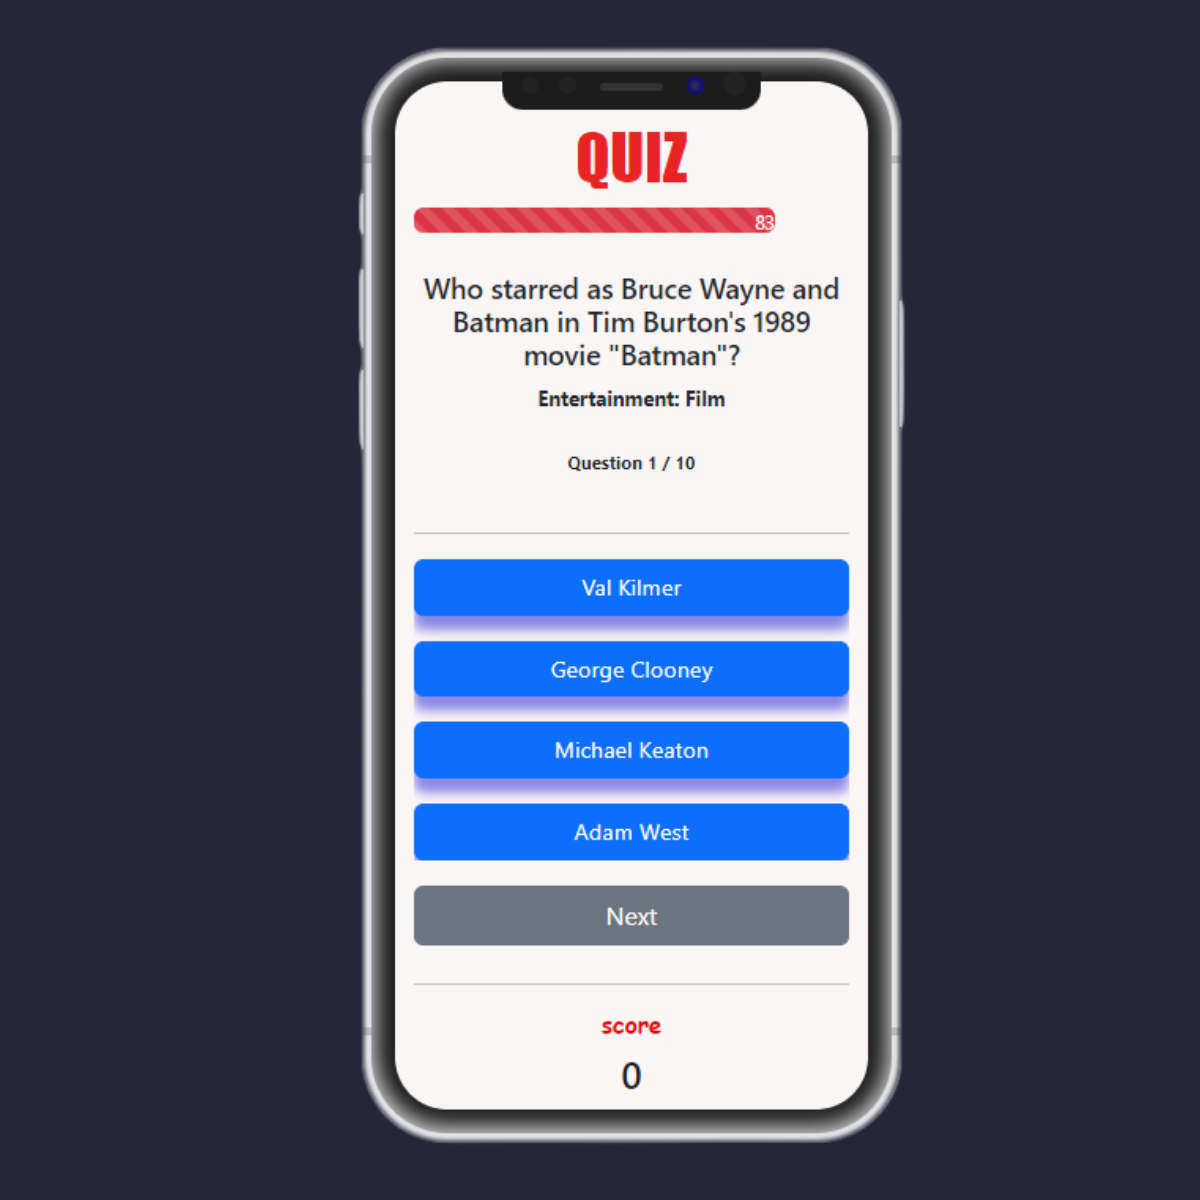 QUIZ
83
Who starred as Bruce Wayne and
Batman in Tim Burton's 1989
movie "Batman"?
Entertainment: Film
Question 1 / 10
Val Kilmer
George Clooney
Michael Keaton
Adam West
Next
score
0